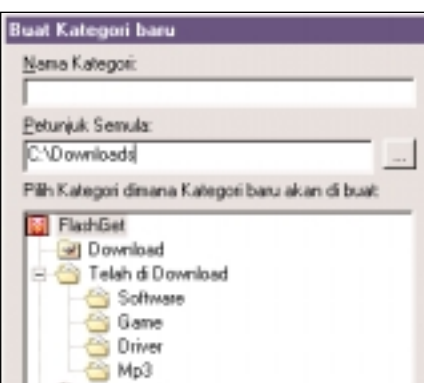 Buat Kategori baru
Nama Kategori:
Petunjuk Semula:
C:\Downloads
...
Pilih Kategori dimana Kategori baru akan di buat:
FlashGet
Download
Telah di Download
Software
Game
Driver
Mp3